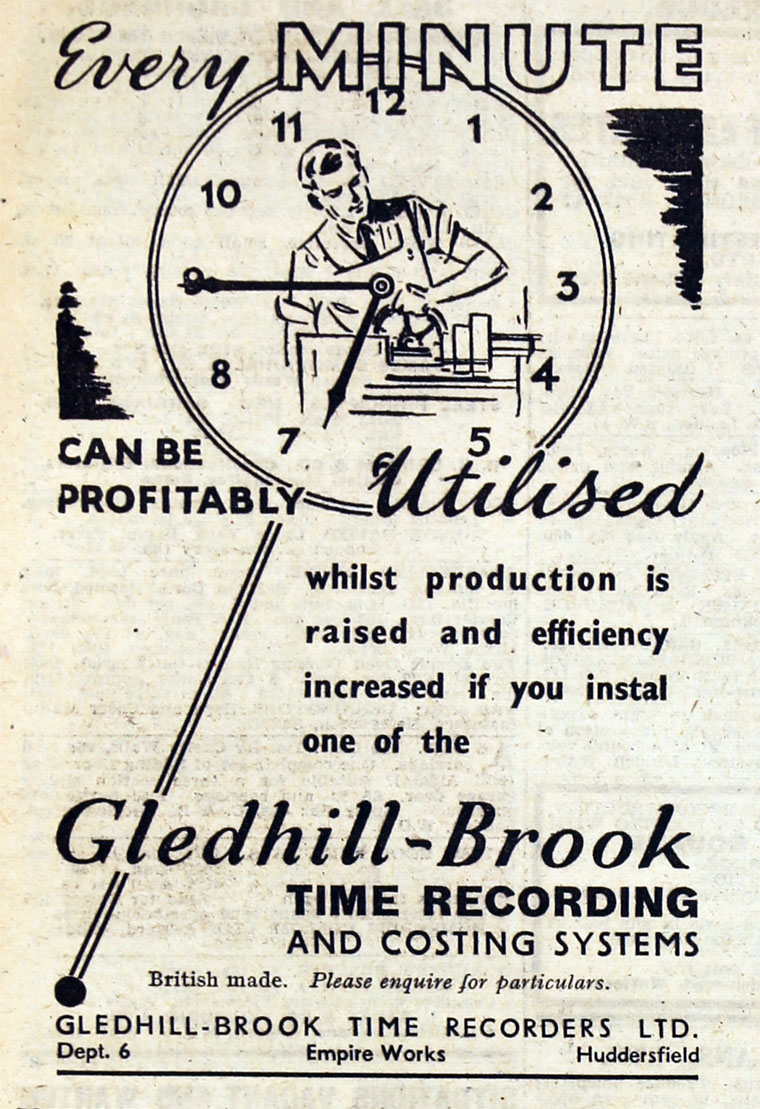 Every MINUTE
12
11
1
10
2
3
8
4
7
5
6
CAN BE
PROFITABLY Utilised
whilst production is
raised and efficiency
increased if you instal
one of the
Gledhill-Brook
TIME RECORDING
AND COSTING SYSTEMS
British made. Please enquire for particulars.
GLEDHILL-BROOK TIME RECORDERS LTD.
Dept. 6 Empire Works Huddersfield